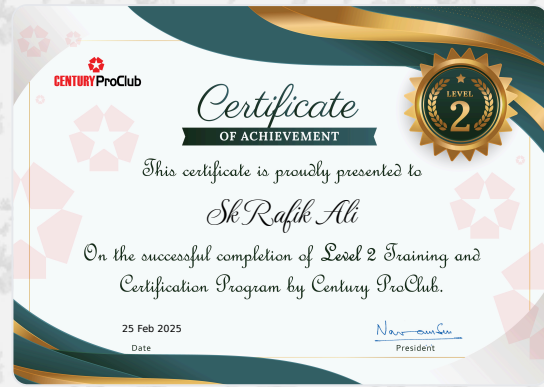 CENTURY ProClub
LEVEL
2
Certificate
OF ACHIEVEMENT
This certificate is proudly presented to
Sk Rafik Ali
On the successful completion of Level 2 Training and
Certification Program by Century ProClub.
25 Feb 2025
Date
President